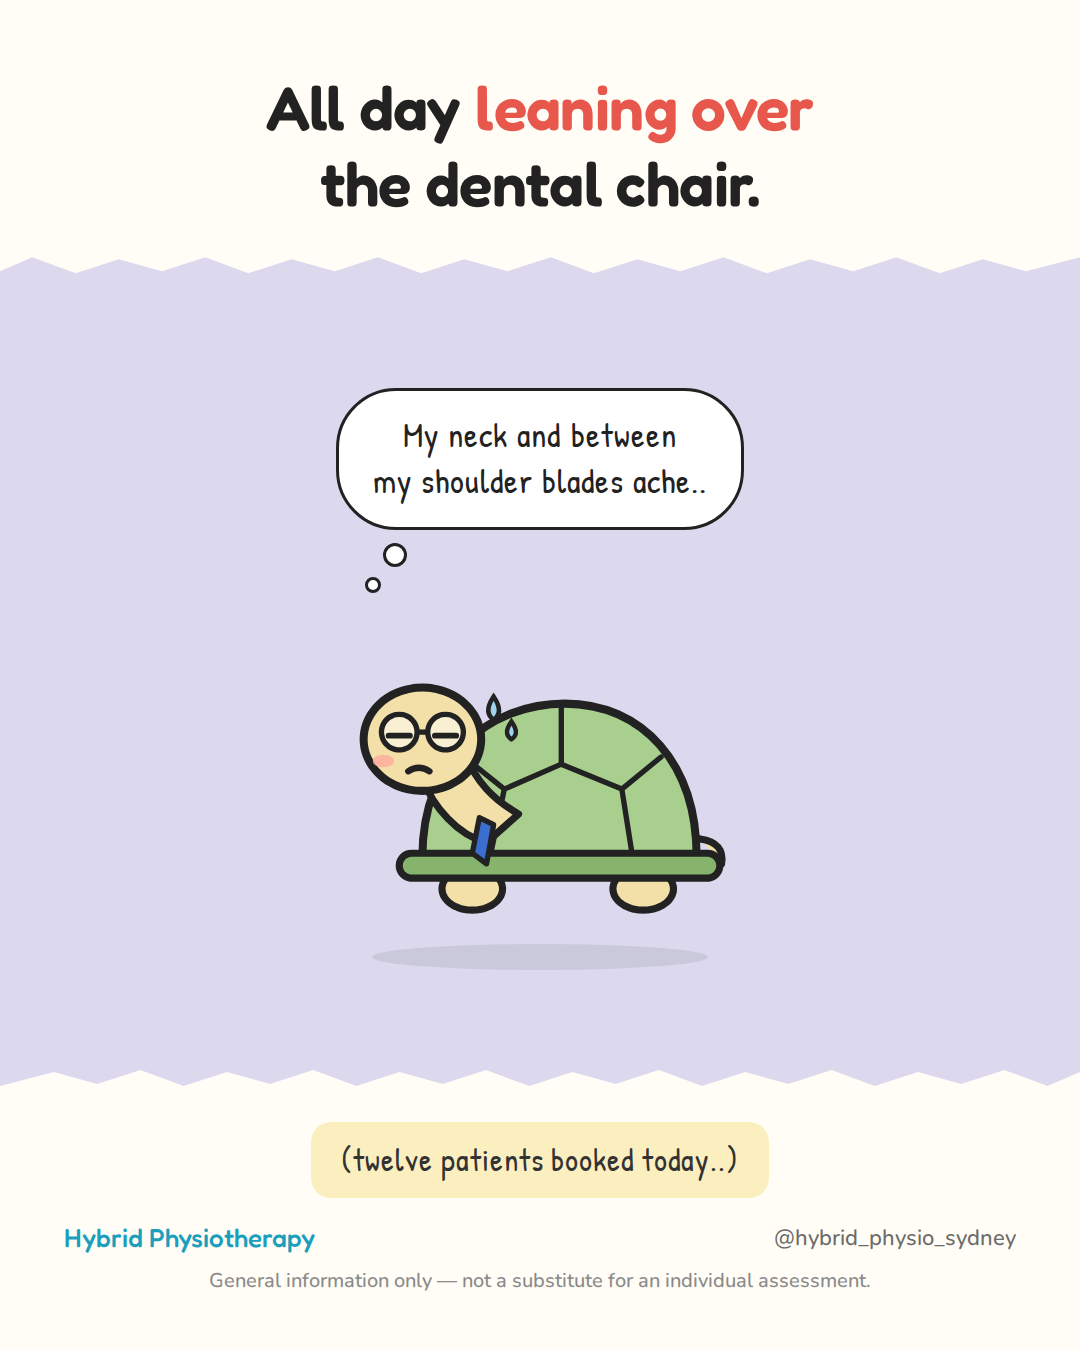 All day leaning over
the dental chair.
My neck and between
my shoulder blades ache..
(twelve patients booked today..)
Hybrid Physiotherapy
@hybrid_physio_sydney
General information only — not a substitute for an individual assessment.